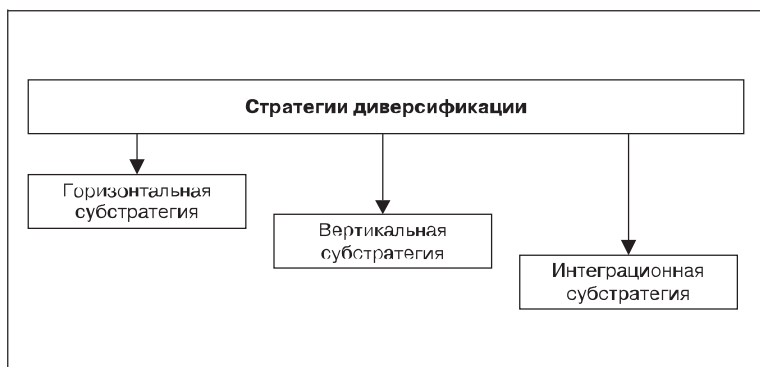 Стратегии диверсификации
Горизонтальная
субстратегия
Вертикальная
субстратегия
Интеграционная
субстратегия